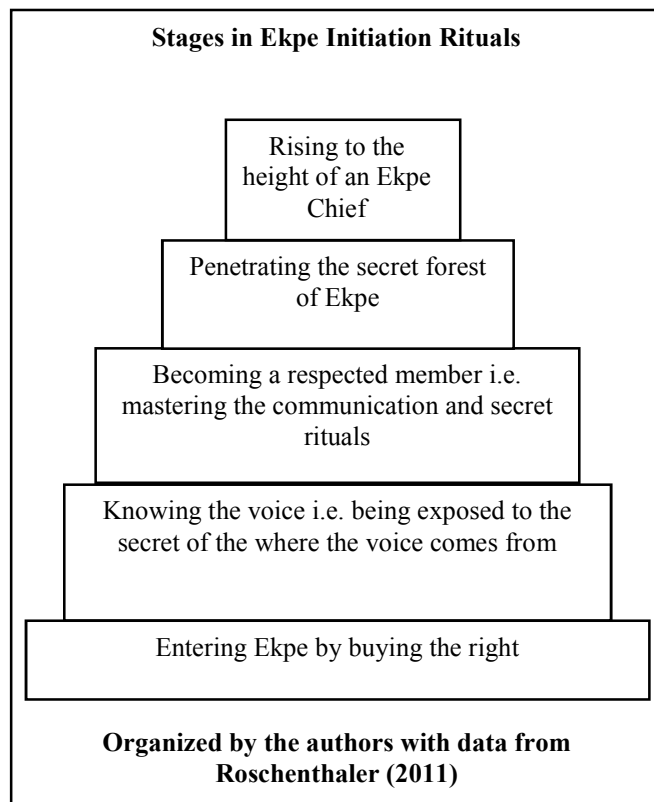 Stages in Ekpe Initiation Rituals
Rising to the
height of an Ekpe
Chief
Penetrating the secret forest
of Ekpe
Becoming a respected member i.e.
mastering the communication and secret
rituals
Knowing the voice i.e. being exposed to the
secret of the where the voice comes from
Entering Ekpe by buying the right
Organized by the authors with data from
Roschenthaler (2011)